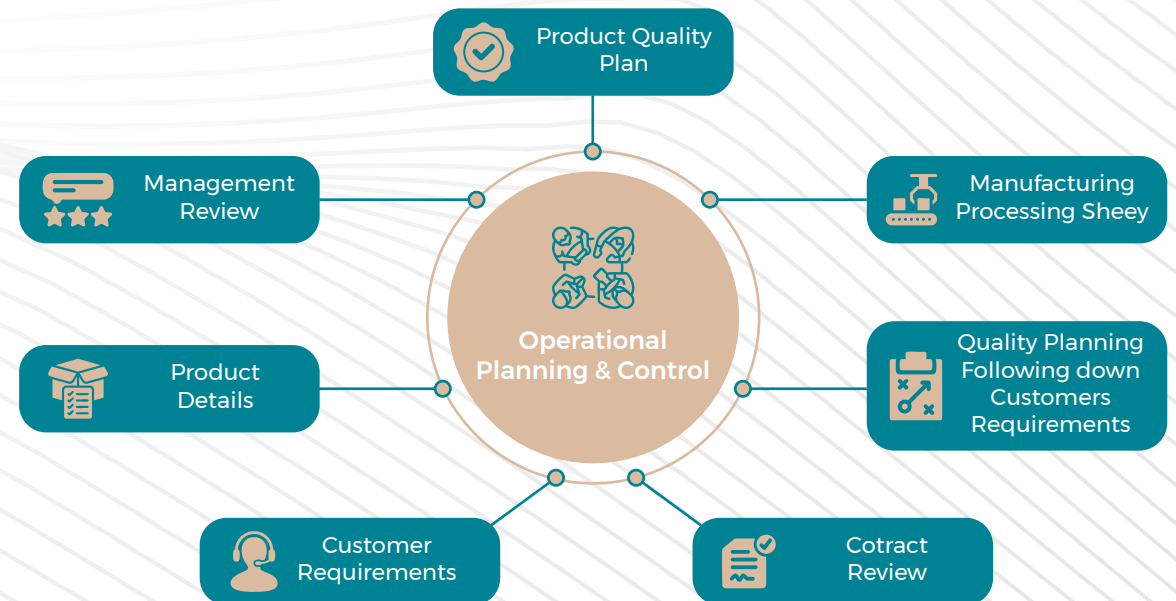 Product Quality
Plan
Management
Review
Manufacturing
Processing Sheey
Operational
Planning & Control
Quality Planning
Following down
Customers
Requirements
Product
Details
Customer
Requirements
Cotract
Review